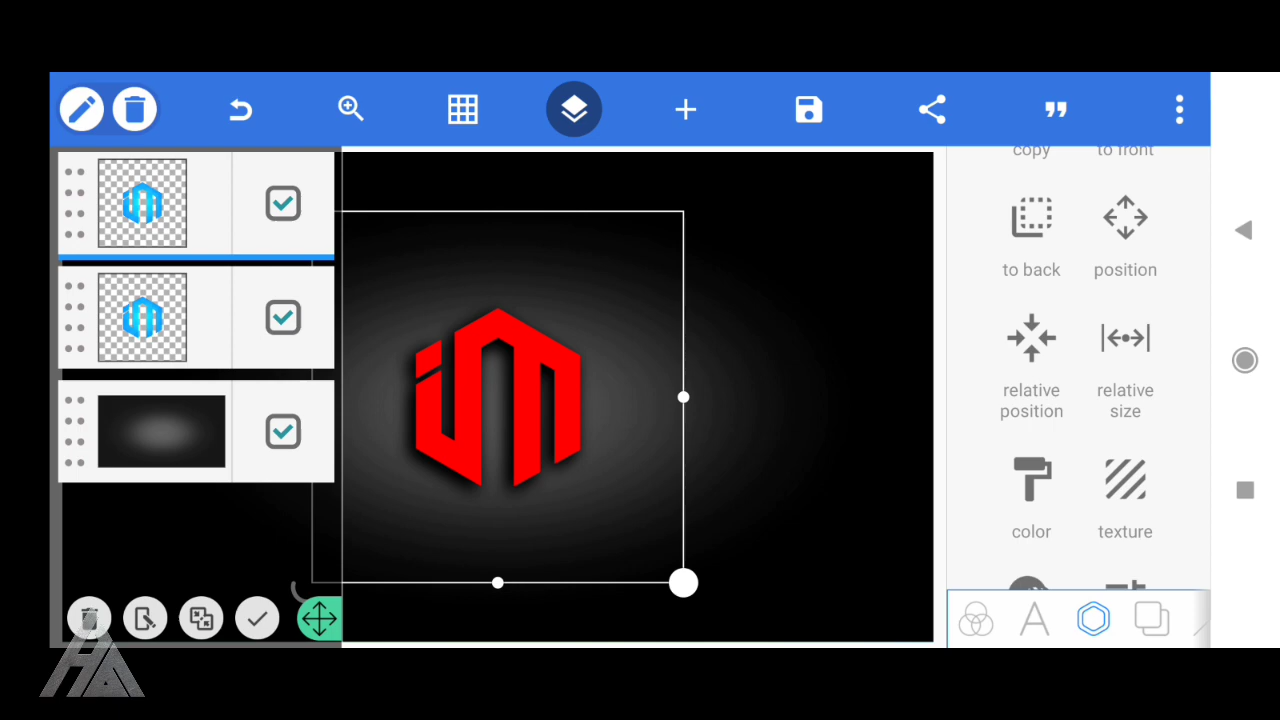 copy to front
to back position
relative position relative size
color texture